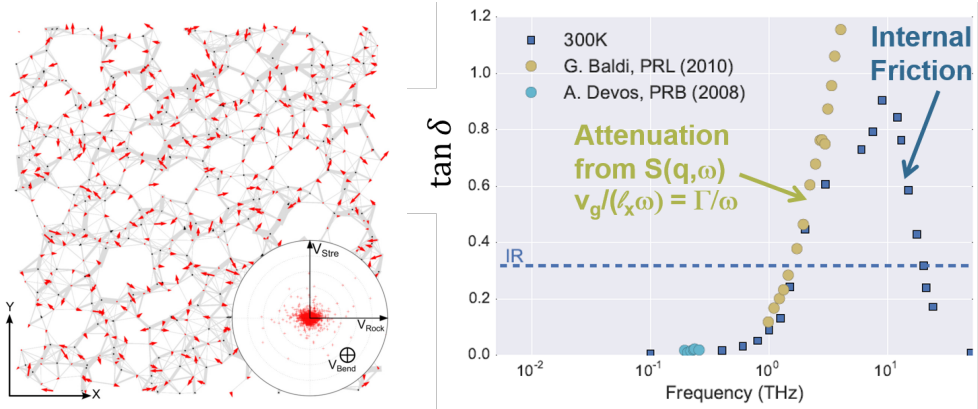 Y
X
V_Stre
V_Rock
V_Bend
tan δ
1.2
1.0
0.8
0.6
0.4
0.2
0.0
300K
G. Baldi, PRL (2010)
A. Devos, PRB (2008)
Internal
Friction
Attenuation
from S(q,ω)
v_g/(ℓ_xω) = Γ/ω
IR
10^-2
10^-1
10^0
10^1
Frequency (THz)